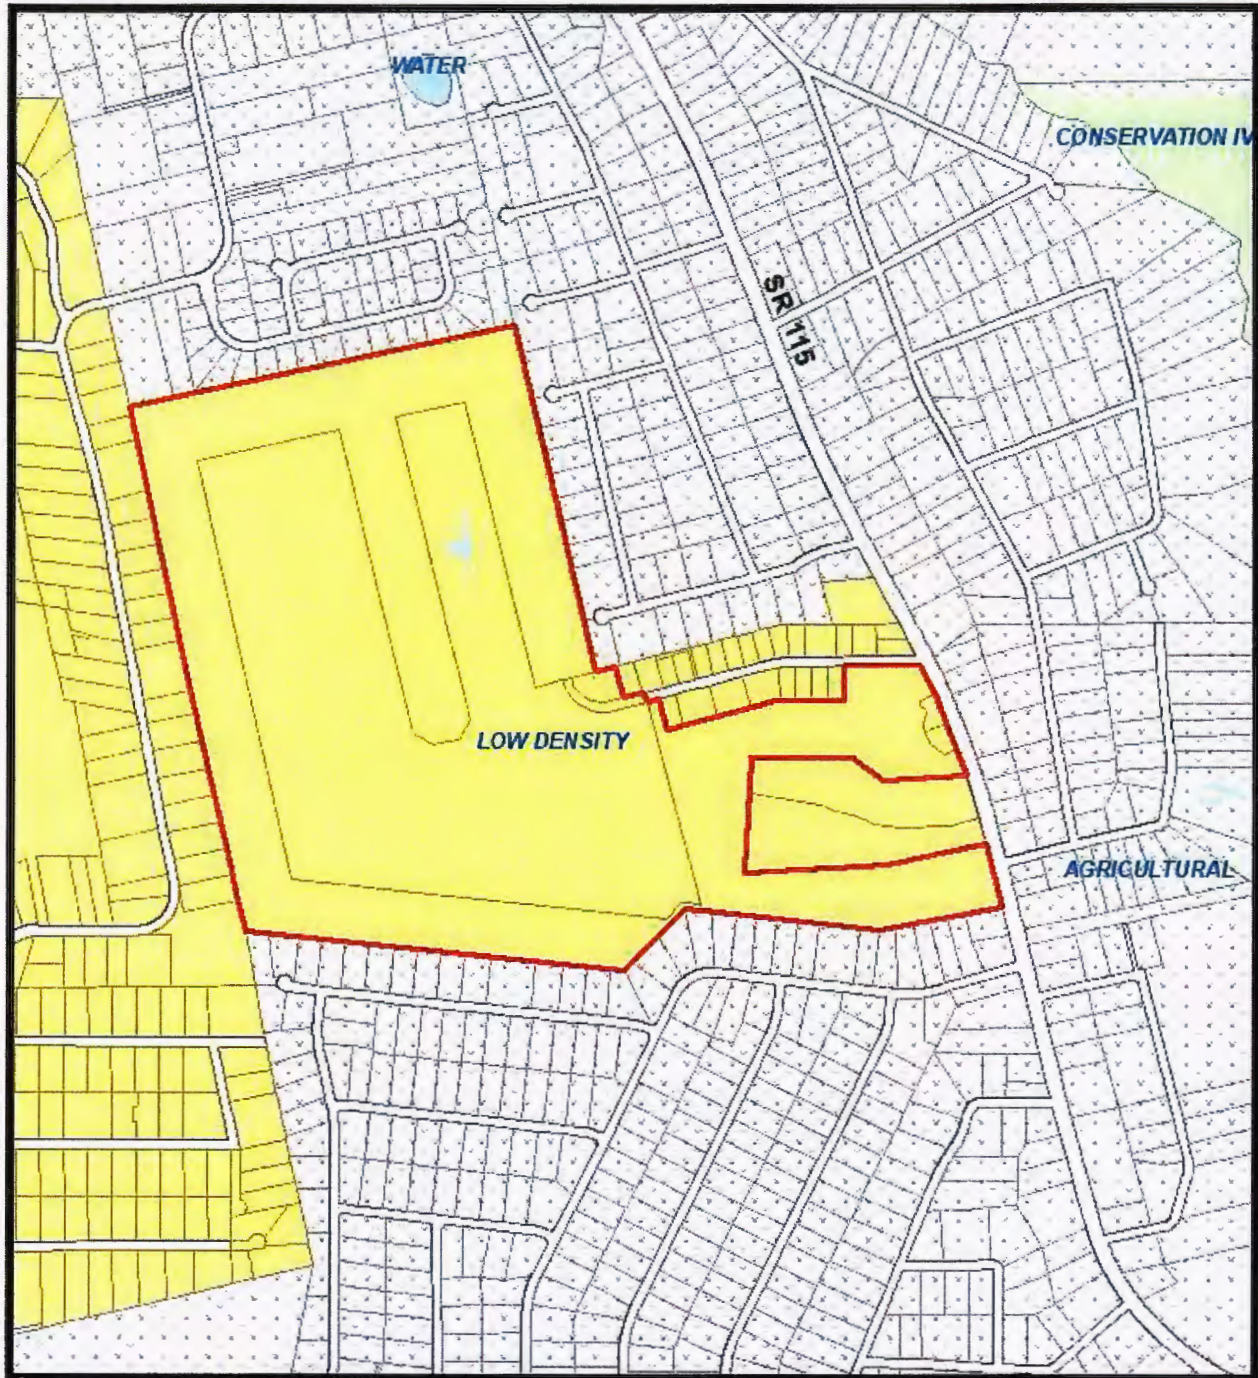 WATER
CONSERVATION IV
SR 115
LOW DENSITY
AGRICULTURAL